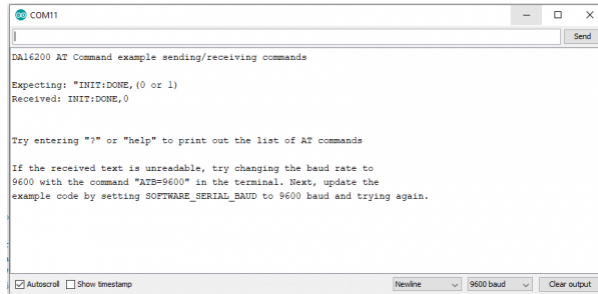 COM11
Send
DA16200 AT Command example sending/receiving commands
Expecting: "INIT:DONE,(0 or 1)
Received: INIT:DONE,0
Try entering "?" or "help" to print out the list of AT commands
If the received text is unreadable, try changing the baud rate to
9600 with the command "ATB=9600" in the terminal. Next, update the
example code by setting SOFTWARE_SERIAL_BAUD to 9600 baud and trying again.
Autoscroll Show timestamp Newline 9600 baud Clear output